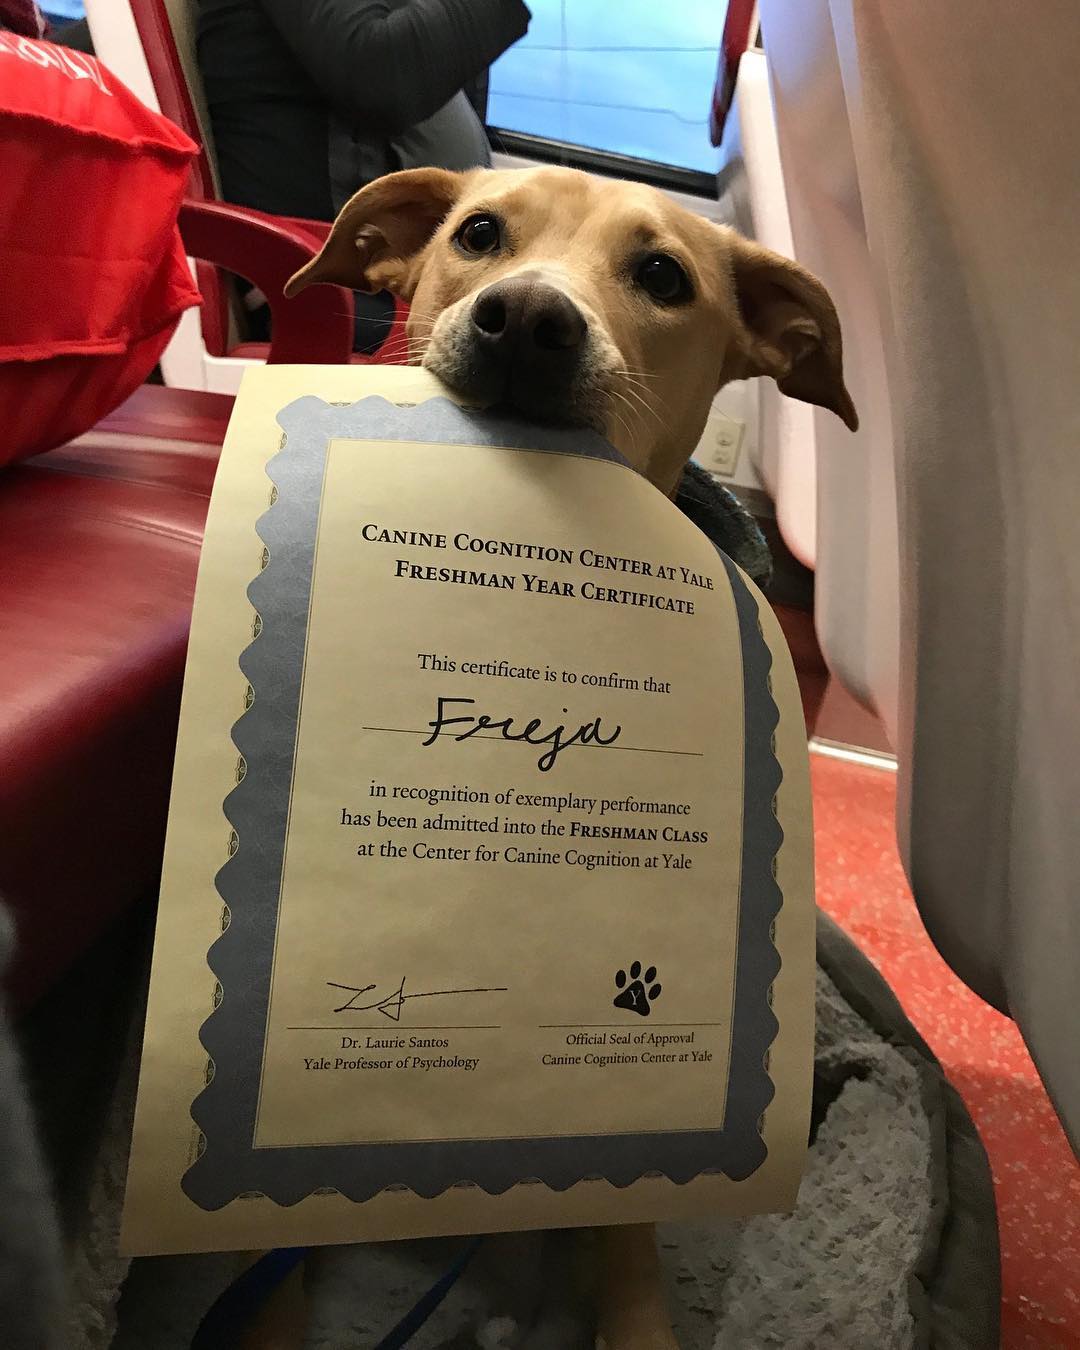 CANINE COGNITION CENTER AT YALE
FRESHMAN YEAR CERTIFICATE
This certificate is to confirm that
Freja
in recognition of exemplary performance
has been admitted into the FRESHMAN CLASS
at the Center for Canine Cognition at Yale
Y
Dr. Laurie Santos
Yale Professor of Psychology
Official Seal of Approval
Canine Cognition Center at Yale